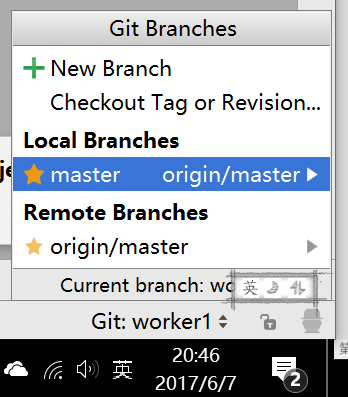 Git Branches
New Branch
Checkout Tag or Revision...
Local Branches
master origin/master
Remote Branches
origin/master
Current branch: wo
英
Git: worker1
英
20:46
2017/6/7
2